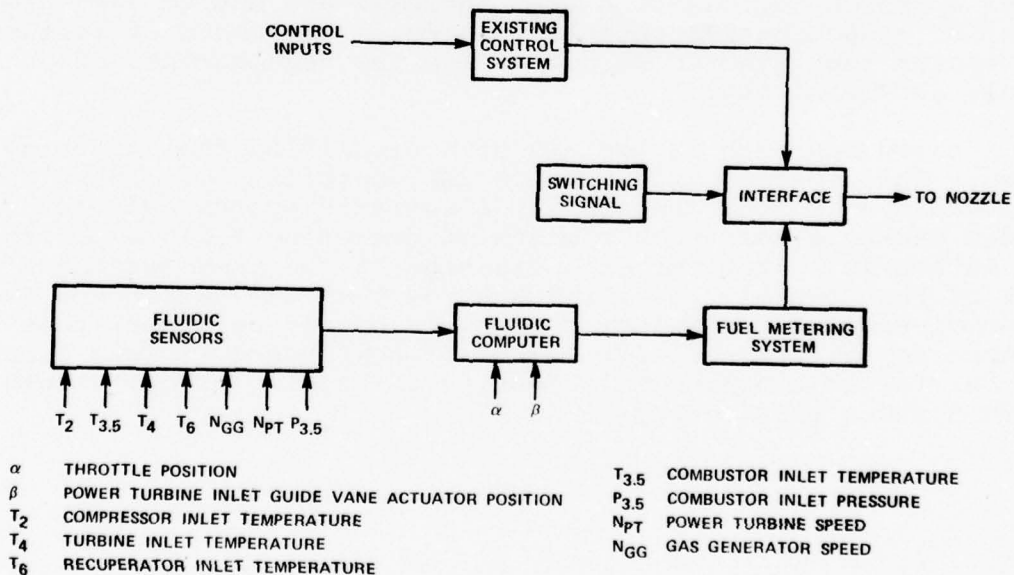 CONTROL
INPUTS
EXISTING
CONTROL
SYSTEM
SWITCHING
SIGNAL
INTERFACE
TO NOZZLE
FLUIDIC
SENSORS
FLUIDIC
COMPUTER
FUEL METERING
SYSTEM
T2 T3.5 T4 T6 NGG NPT P3.5
α β
α THROTTLE POSITION
β POWER TURBINE INLET GUIDE VANE ACTUATOR POSITION
T2 COMPRESSOR INLET TEMPERATURE
T4 TURBINE INLET TEMPERATURE
T6 RECUPERATOR INLET TEMPERATURE
T3.5 COMBUSTOR INLET TEMPERATURE
P3.5 COMBUSTOR INLET PRESSURE
NPT POWER TURBINE SPEED
NGG GAS GENERATOR SPEED